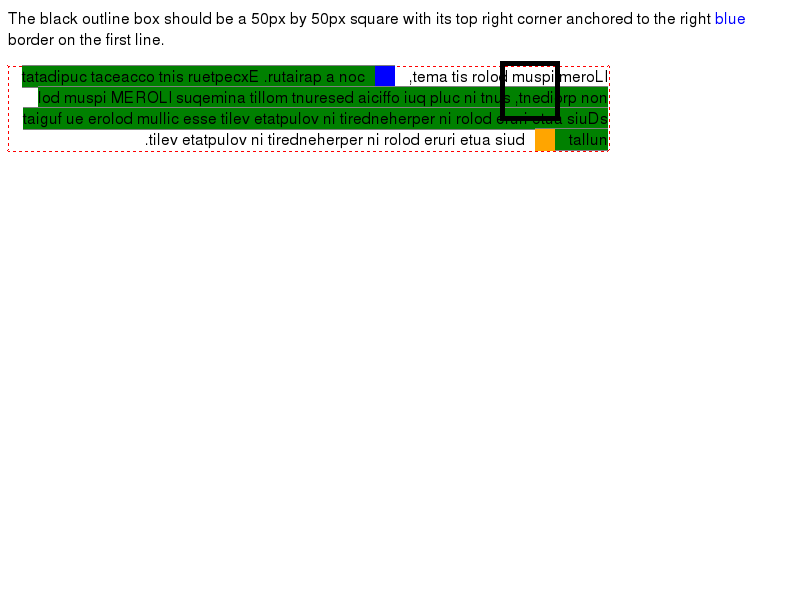 The black outline box should be a 50px by 50px square with its top right corner anchored to the right blue
border on the first line.
tatadipuc taceacco tnis ruetpecxE .rutairap a noc ,tema tis rolod muspi meroLI
lod muspi MEROLI suqemina tillom tnuresed aiciffo iuq pluc ni tnus ,tnediorp non
taiguf ue erolod mullic esse tilev etatpulov ni tiredneherper ni rolod eruri etua siuDs
.tilev etatpulov ni tiredneherper ni rolod eruri etua siud tallun